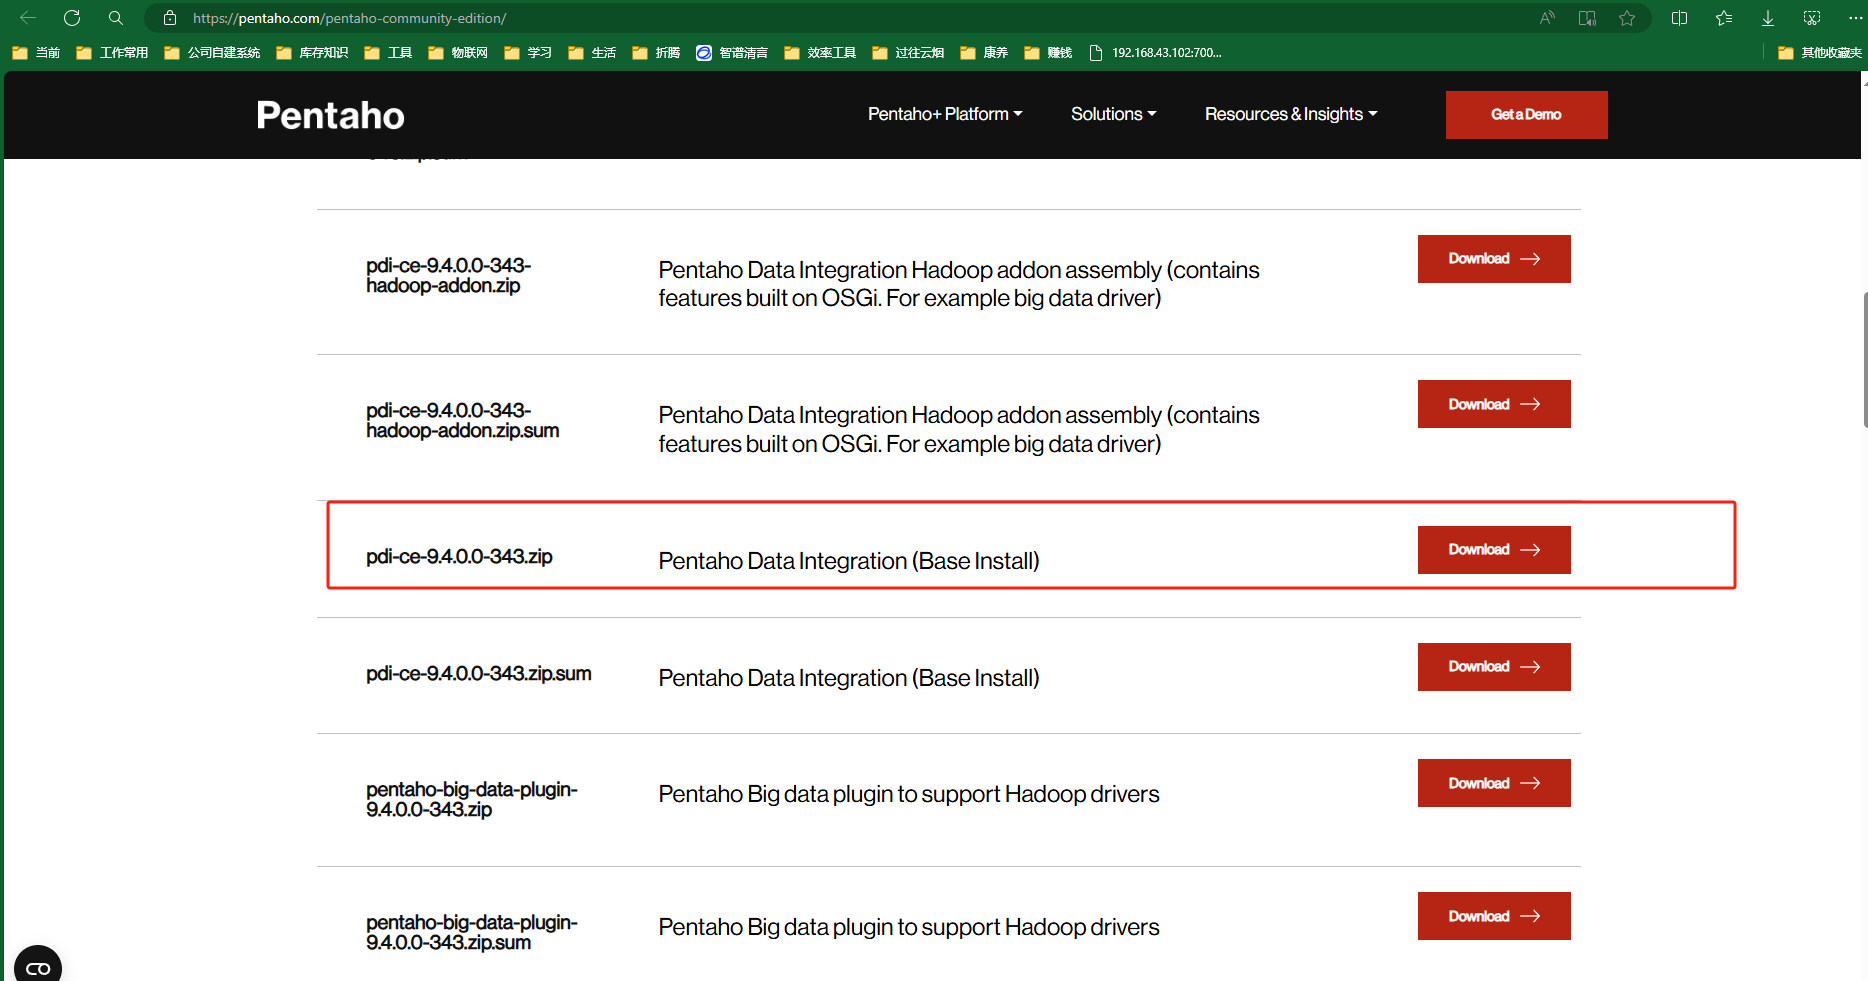 https://pentaho.com/pentaho-community-edition/
当前 工作常用 公司自建系统 库存知识 工具 物联网 学习 生活 折腾 智谱清言 效率工具 过往云烟 康养 赚钱 192.168.43.102:700... 其他收藏夹
Pentaho Pentaho+ Platform Solutions Resources & Insights Get a Demo
pdi-ce-9.4.0.0-343-
hadoop-addon.zip
Pentaho Data Integration Hadoop addon assembly (contains
features built on OSGi. For example big data driver)
Download
pdi-ce-9.4.0.0-343-
hadoop-addon.zip.sum
Pentaho Data Integration Hadoop addon assembly (contains
features built on OSGi. For example big data driver)
Download
pdi-ce-9.4.0.0-343.zip
Pentaho Data Integration (Base Install)
Download
pdi-ce-9.4.0.0-343.zip.sum
Pentaho Data Integration (Base Install)
Download
pentaho-big-data-plugin-
9.4.0.0-343.zip
Pentaho Big data plugin to support Hadoop drivers
Download
pentaho-big-data-plugin-
9.4.0.0-343.zip.sum
Pentaho Big data plugin to support Hadoop drivers
Download